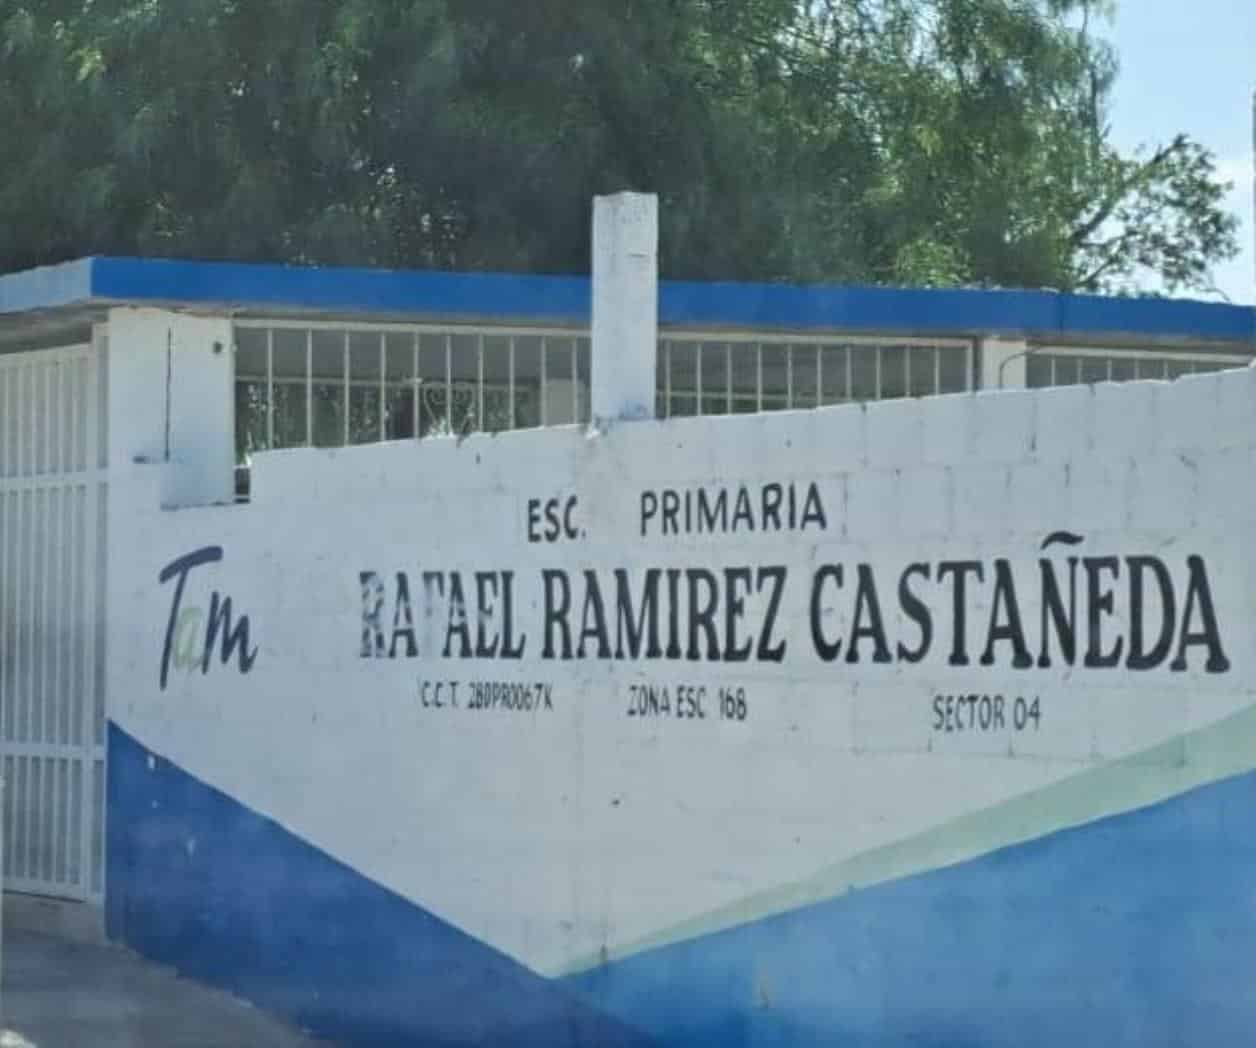 ESC. PRIMARIA
Tam
RAFAEL RAMIREZ CASTAÑEDA
C.C.T. 28DPR0067K ZONA ESC 168 SECTOR 04